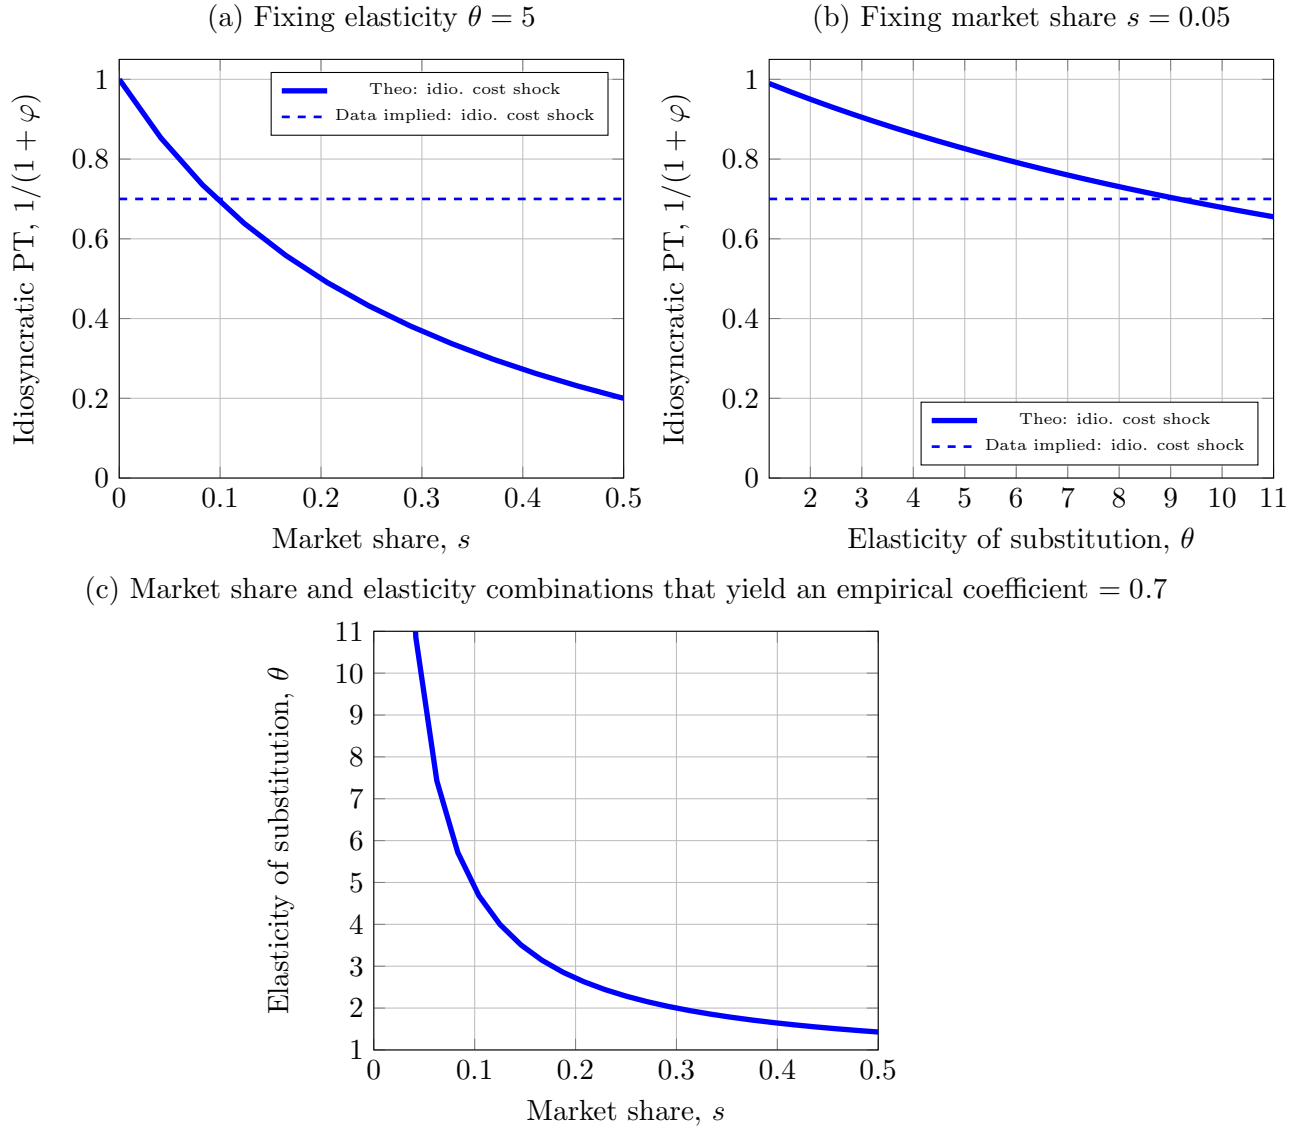 (a) Fixing elasticity θ = 5
Idiosyncratic PT, 1/(1 + φ)
1
0.8
0.6
0.4
0.2
0
Theo: idio. cost shock
Data implied: idio. cost shock
0 0.1 0.2 0.3 0.4 0.5
Market share, s
(b) Fixing market share s = 0.05
Idiosyncratic PT, 1/(1 + φ)
1
0.8
0.6
0.4
0.2
0
Theo: idio. cost shock
Data implied: idio. cost shock
2 3 4 5 6 7 8 9 10 11
Elasticity of substitution, θ
(c) Market share and elasticity combinations that yield an empirical coefficient = 0.7
Elasticity of substitution, θ
11
10
9
8
7
6
5
4
3
2
1
0 0.1 0.2 0.3 0.4 0.5
Market share, s